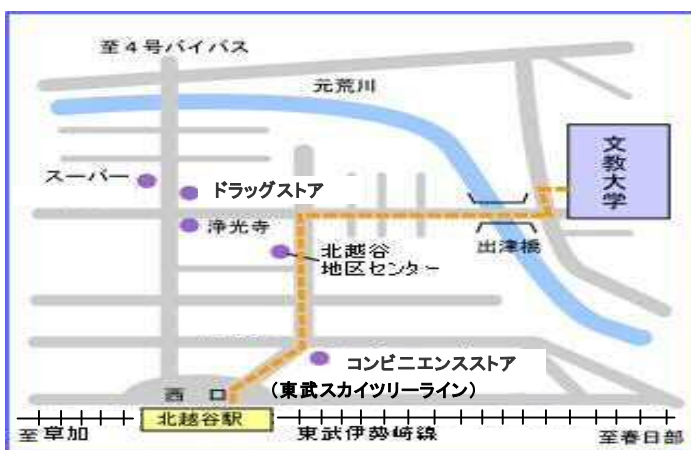 至４号バイパス
元荒川
文教大学
スーパー
ドラッグストア
浄光寺
北越谷
地区センター
出津橋
コンビニエンスストア
西 口
（東武スカイツリーライン）
北越谷駅
至草加
東武伊勢崎線
至春日部